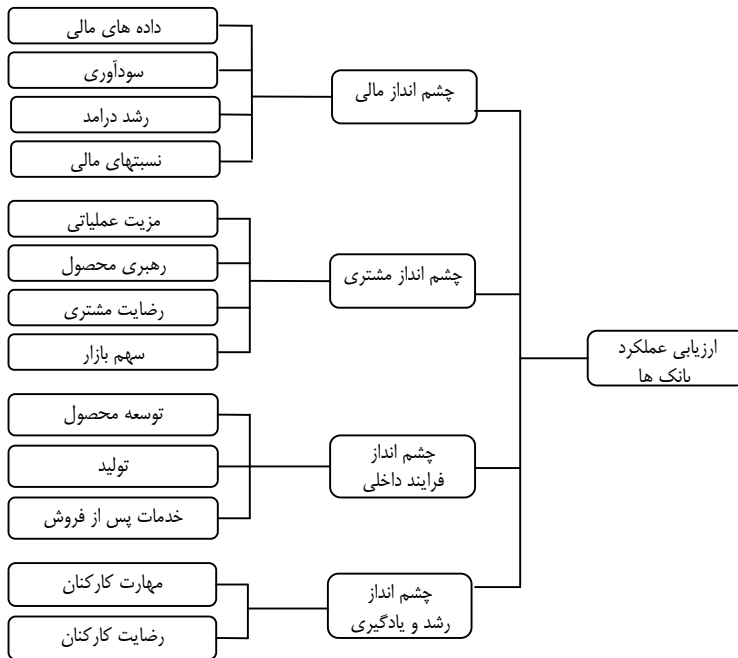 ارزیابی عملکرد
بانک ها
چشم انداز مالی
داده های مالی
سودآوری
رشد درامد
نسبتهای مالی
چشم انداز مشتری
مزیت عملیاتی
رهبری محصول
رضایت مشتری
سهم بازار
چشم انداز
فرایند داخلی
توسعه محصول
تولید
خدمات پس از فروش
چشم انداز
رشد و یادگیری
مهارت کارکنان
رضایت کارکنان